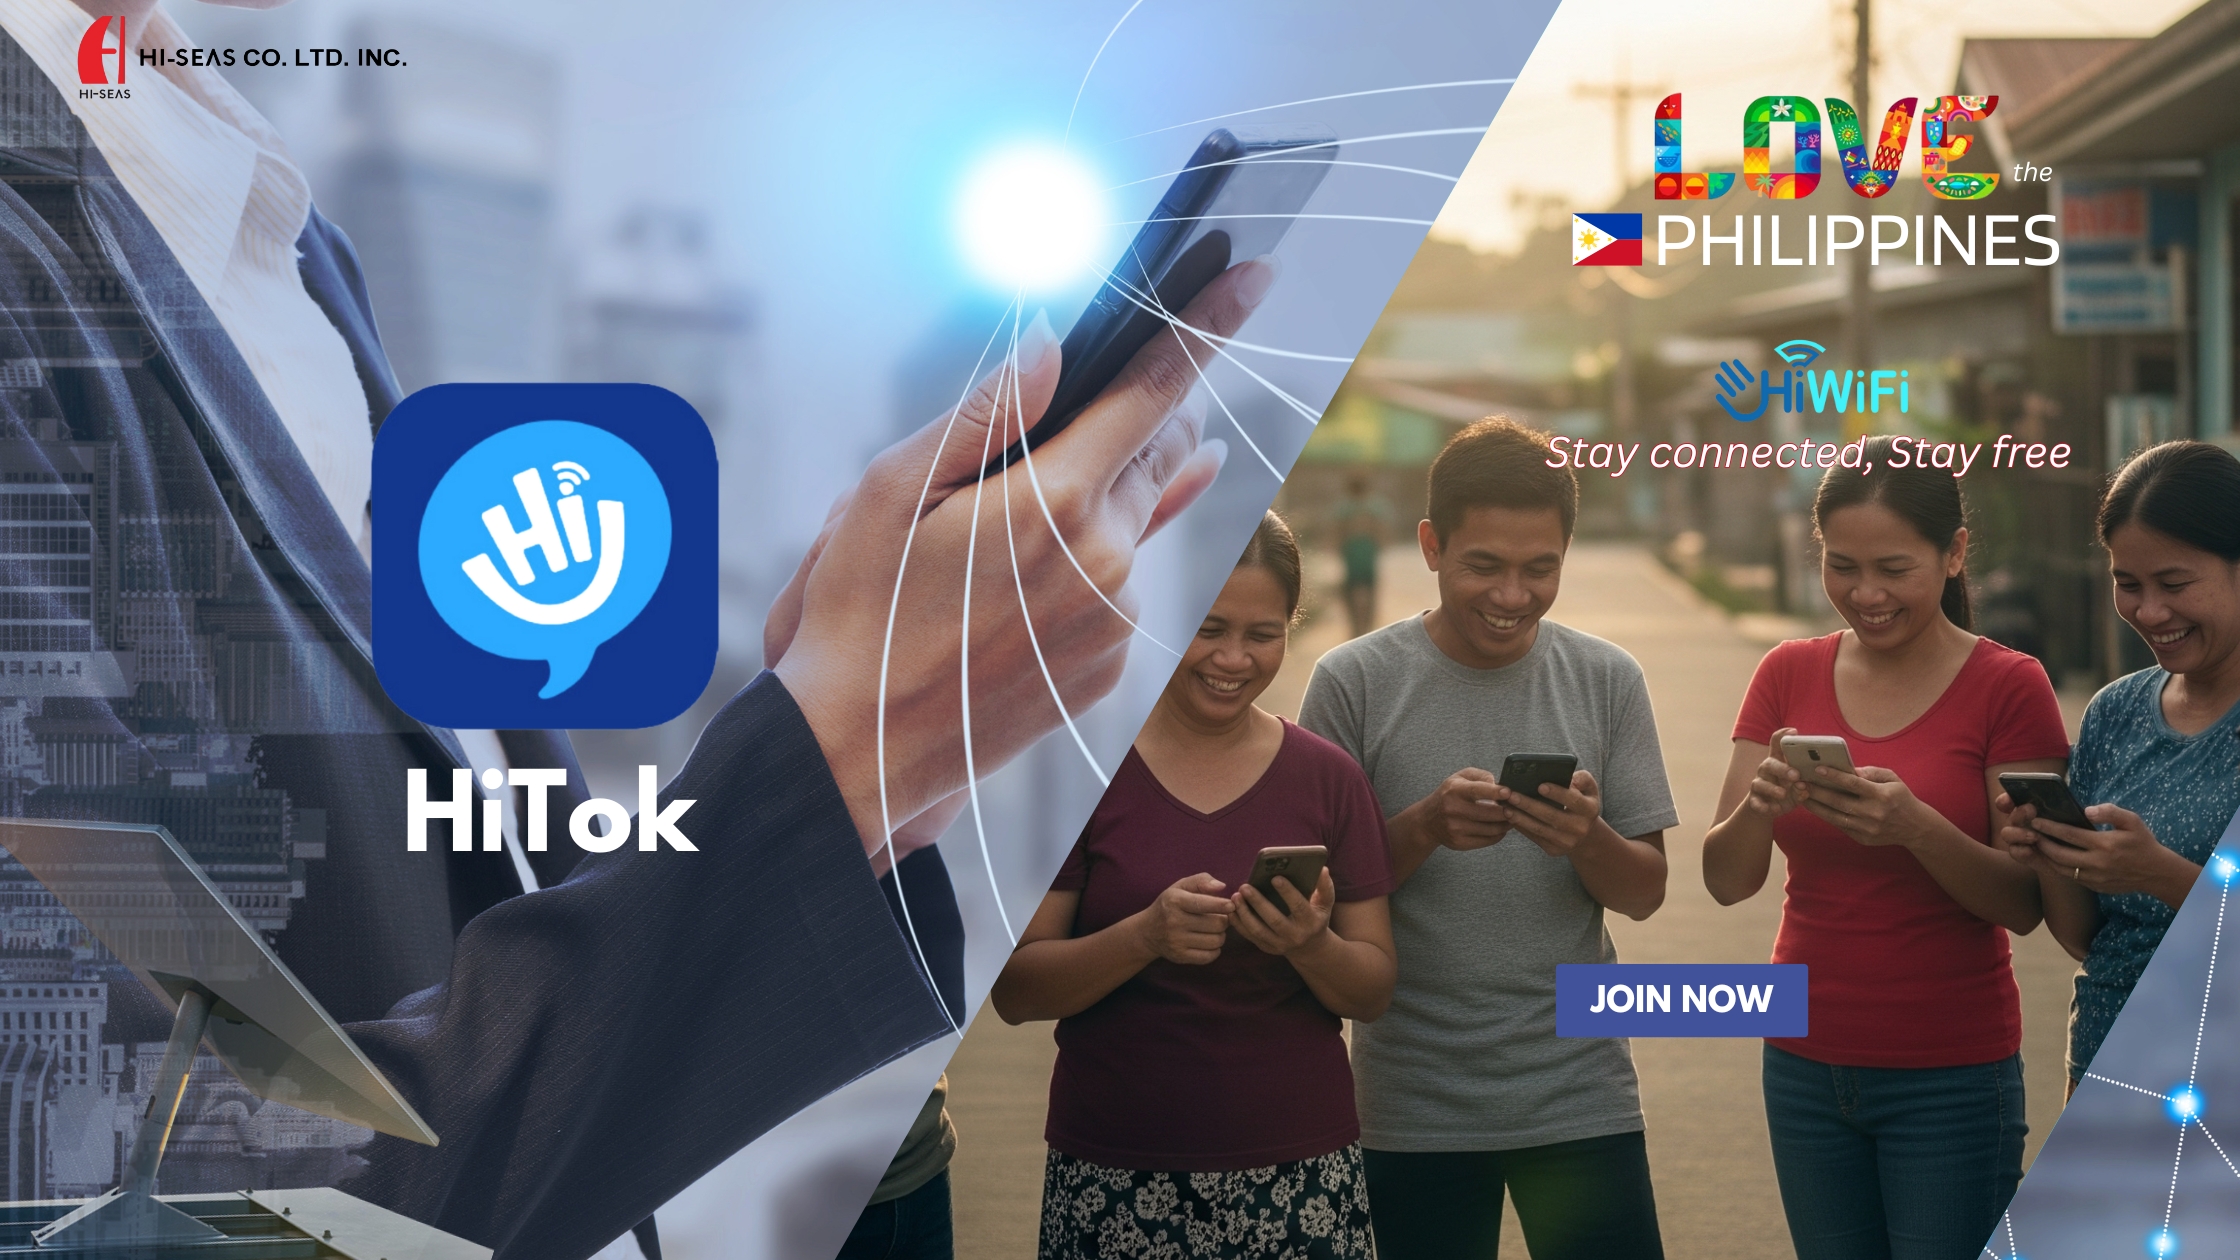 HI-SEAS CO. LTD. INC.
HI-SEAS
LOVE the
PHILIPPINES
HiWiFi
Stay connected, Stay free
Hi
HiTok
JOIN NOW